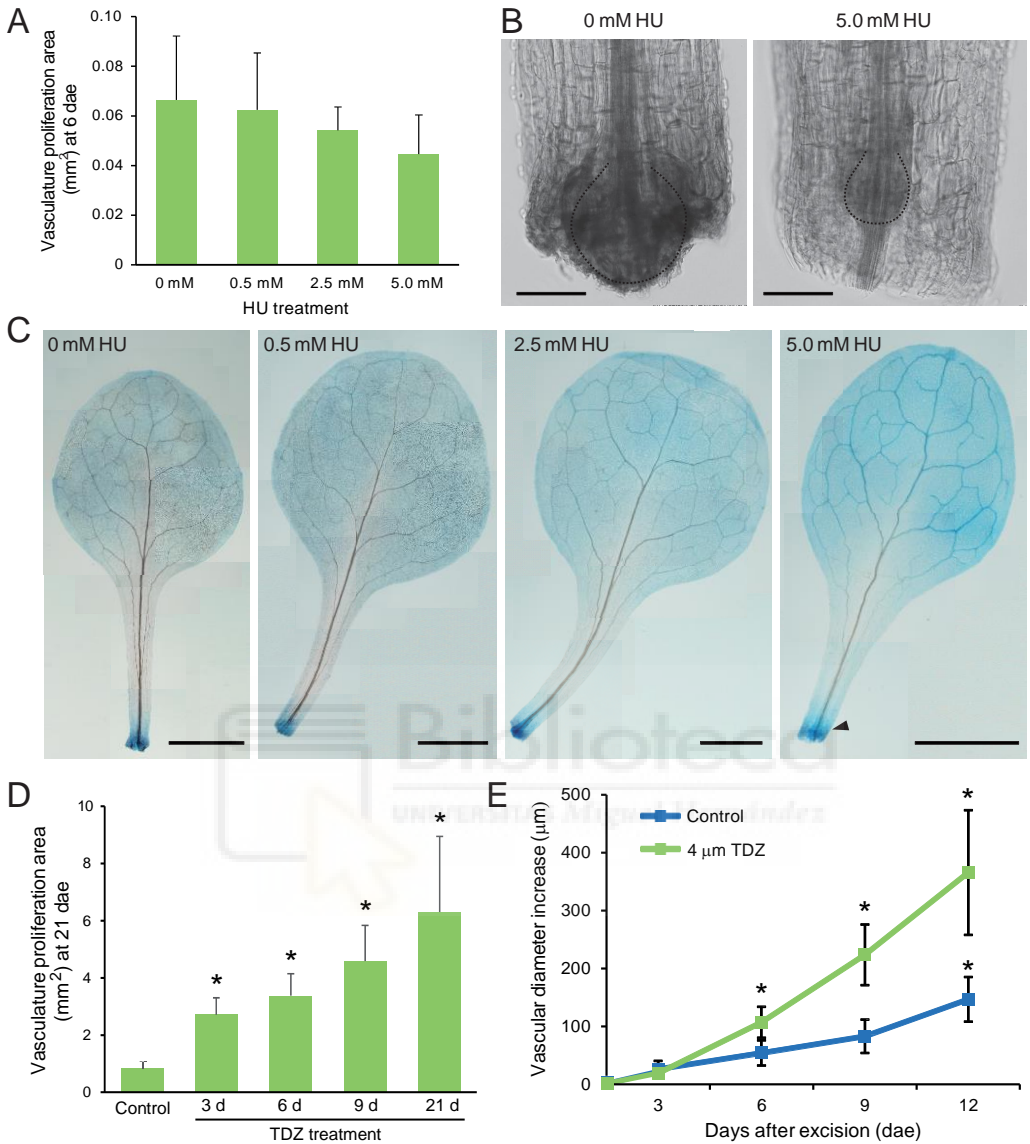 A
Vasculature proliferation area
(mm²) at 6 dae
0.10
0.08
0.06
0.04
0.02
0
0 mM
0.5 mM
2.5 mM
5.0 mM
HU treatment
B
0 mM HU
5.0 mM HU
C
0 mM HU
0.5 mM HU
2.5 mM HU
5.0 mM HU
Biblioteca
UNIVERSITAS Miguel Hernández
D
Vasculature proliferation area
(mm²) at 21 dae
10
8
6
4
2
0
*
*
*
*
Control
3 d
6 d
9 d
21 d
TDZ treatment
E
Vascular diameter increase (μm)
500
400
300
200
100
0
Control
4 μm TDZ
*
*
*
*
3
6
9
12
Days after excision (dae)